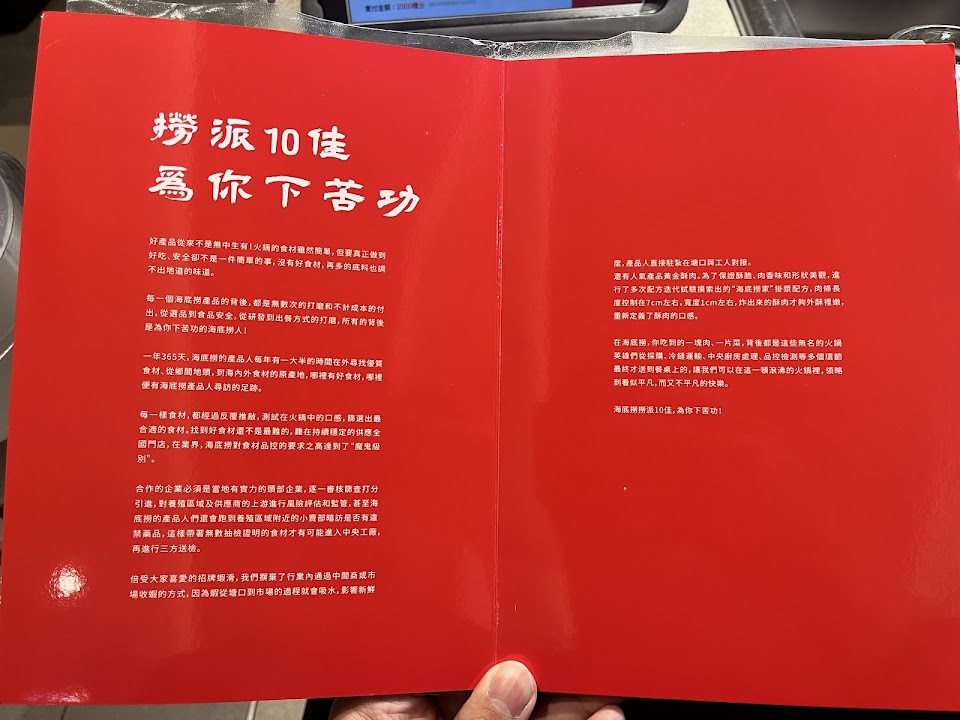 實付金額：2000積分
撈派10佳
為你下苦功
好產品從來不是無中生有！火鍋的食材雖然簡單，但要真正做到
好吃、安全卻不是一件簡單的事，沒有好食材，再多的底料也調
不出地道的味道。
每一個海底撈產品的背後，都是無數次的打磨和不計成本的付
出，從選品到食品安全，從研發到出餐方式的打磨，所有的背後
是為你下苦功的海底撈人！
一年365天，海底撈的產品人每年有一大半的時間在外尋找優質
食材、從鄉間地頭，到海內外食材的原產地，哪裡有好食材，哪裡
便有海底撈產品人尋訪的足跡。
每一樣食材，都經過反覆推敲，測試在火鍋中的口感，篩選出最
合適的食材。找到好食材還不是最難的，難在持續穩定的供應全
國門店，在業界，海底撈對食材品控的要求之高達到了“魔鬼級
別”。
合作的企業必須是當地有實力的頭部企業，逐一審核篩查打分
引進，對養殖區域及供應商的上游進行風險評估和監管，甚至海
底撈的產品人們還會跑到養殖區域附近的小賣部暗訪是否有違
禁藥品，這樣帶著無數抽檢證明的食材才有可能進入中央工廠，
再進行三方送檢。
倍受大家喜愛的招牌蝦滑，我們摒棄了行業內通過中間商或市
場收蝦的方式，因為蝦從塘口到市場的過程就會吸水，影響新鮮
度，產品人直接駐紮在塘口與工人對接。
還有人氣產品黃金酥肉。為了保證酥脆、肉香味和形狀美觀，進
行了多次配方迭代試驗摸索出的“海底撈家”掛漿配方，肉條長
度控制在7cm左右，寬度1cm左右，炸出來的酥肉才夠外酥裡嫩，
重新定義了酥肉的口感。
在海底撈，你吃到的一塊肉、一片菜，背後都是這些無名的火鍋
英雄們從採購、冷鏈運輸、中央廚房處理、品控檢測等多個環節
最終才送到餐桌上的，讓我們可以在這一頓滾沸的火鍋裡，領略
到看似平凡，而又不平凡的快樂。
海底撈撈派10佳，為你下苦功！